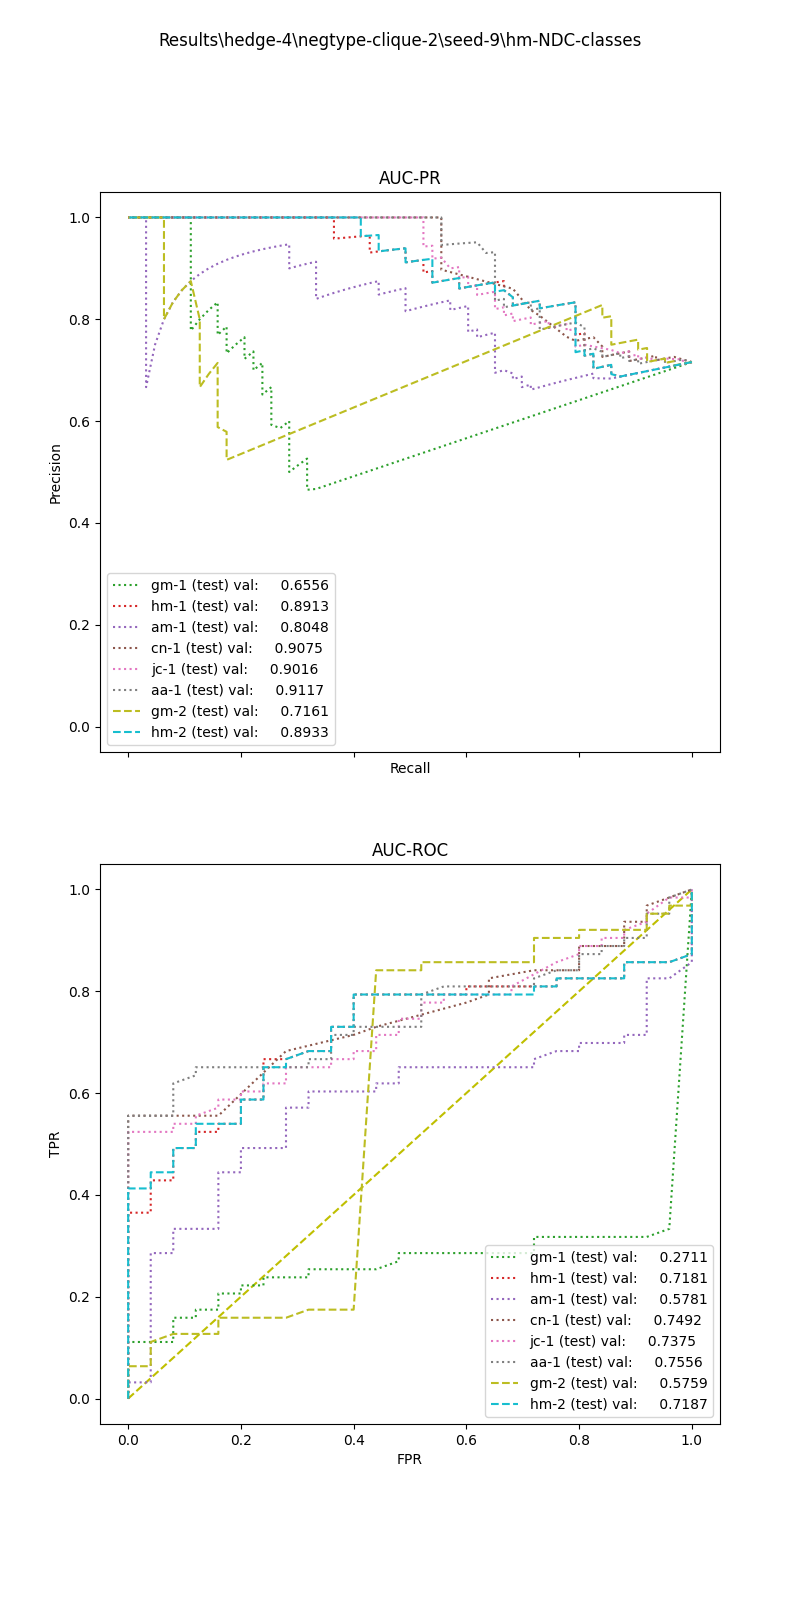 Results\hedge-4\negtype-clique-2\seed-9\hm-NDC-classes
AUC-PR
1.0
0.8
0.6
0.4
0.2
0.0
Precision
gm-1 (test) val: 0.6556
hm-1 (test) val: 0.8913
am-1 (test) val: 0.8048
cn-1 (test) val: 0.9075
jc-1 (test) val: 0.9016
aa-1 (test) val: 0.9117
gm-2 (test) val: 0.7161
hm-2 (test) val: 0.8933
Recall
AUC-ROC
1.0
0.8
0.6
0.4
0.2
0.0
TPR
gm-1 (test) val: 0.2711
hm-1 (test) val: 0.7181
am-1 (test) val: 0.5781
cn-1 (test) val: 0.7492
jc-1 (test) val: 0.7375
aa-1 (test) val: 0.7556
gm-2 (test) val: 0.5759
hm-2 (test) val: 0.7187
0.0 0.2 0.4 0.6 0.8 1.0
FPR